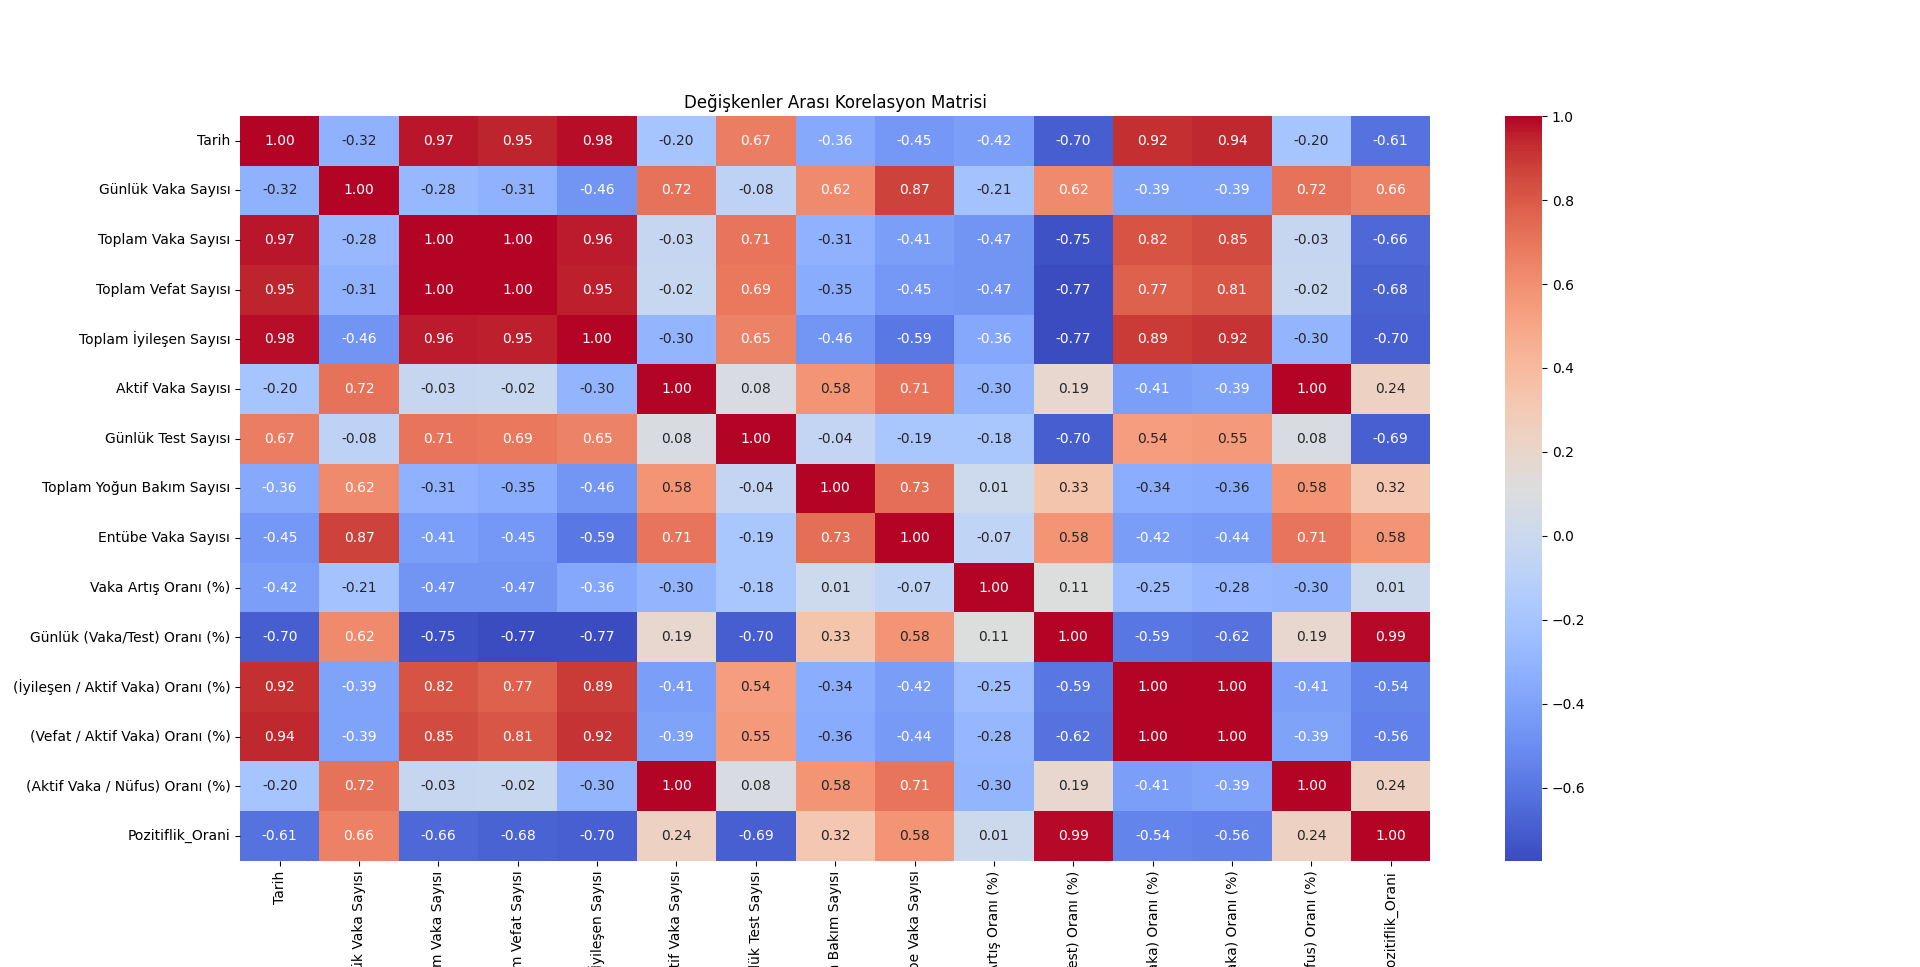 Değişkenler Arası Korelasyon Matrisi
Tarih 1.00 -0.32 0.97 0.95 0.98 -0.20 0.67 -0.36 -0.45 -0.42 -0.70 0.92 0.94 -0.20 -0.61
Günlük Vaka Sayısı -0.32 1.00 -0.28 -0.31 -0.46 0.72 -0.08 0.62 0.87 -0.21 0.62 -0.39 -0.39 0.72 0.66
Toplam Vaka Sayısı 0.97 -0.28 1.00 1.00 0.96 -0.03 0.71 -0.31 -0.41 -0.47 -0.75 0.82 0.85 -0.03 -0.66
Toplam Vefat Sayısı 0.95 -0.31 1.00 1.00 0.95 -0.02 0.69 -0.35 -0.45 -0.47 -0.77 0.77 0.81 -0.02 -0.68
Toplam İyileşen Sayısı 0.98 -0.46 0.96 0.95 1.00 -0.30 0.65 -0.46 -0.59 -0.36 -0.77 0.89 0.92 -0.30 -0.70
Aktif Vaka Sayısı -0.20 0.72 -0.03 -0.02 -0.30 1.00 0.08 0.58 0.71 -0.30 0.19 -0.41 -0.39 1.00 0.24
Günlük Test Sayısı 0.67 -0.08 0.71 0.69 0.65 0.08 1.00 -0.04 -0.19 -0.18 -0.70 0.54 0.55 0.08 -0.69
Toplam Yoğun Bakım Sayısı -0.36 0.62 -0.31 -0.35 -0.46 0.58 -0.04 1.00 0.73 0.01 0.33 -0.34 -0.36 0.58 0.32
Entübe Vaka Sayısı -0.45 0.87 -0.41 -0.45 -0.59 0.71 -0.19 0.73 1.00 -0.07 0.58 -0.42 -0.44 0.71 0.58
Vaka Artış Oranı (%) -0.42 -0.21 -0.47 -0.47 -0.36 -0.30 -0.18 0.01 -0.07 1.00 0.11 -0.25 -0.28 -0.30 0.01
Günlük (Vaka/Test) Oranı (%) -0.70 0.62 -0.75 -0.77 -0.77 0.19 -0.70 0.33 0.58 0.11 1.00 -0.59 -0.62 0.19 0.99
(İyileşen / Aktif Vaka) Oranı (%) 0.92 -0.39 0.82 0.77 0.89 -0.41 0.54 -0.34 -0.42 -0.25 -0.59 1.00 1.00 -0.41 -0.54
(Vefat / Aktif Vaka) Oranı (%) 0.94 -0.39 0.85 0.81 0.92 -0.39 0.55 -0.36 -0.44 -0.28 -0.62 1.00 1.00 -0.39 -0.56
(Aktif Vaka / Nüfus) Oranı (%) -0.20 0.72 -0.03 -0.02 -0.30 1.00 0.08 0.58 0.71 -0.30 0.19 -0.41 -0.39 1.00 0.24
Pozitiflik_Orani -0.61 0.66 -0.66 -0.68 -0.70 0.24 -0.69 0.32 0.58 0.01 0.99 -0.54 -0.56 0.24 1.00
Tarih
Vaka Sayısı
Vaka Sayısı
Vefat Sayısı
İyileşen Sayısı
Vaka Sayısı
Test Sayısı
Bakım Sayısı
Vaka Sayısı
Artış Oranı (%)
Oranı (%)
Oranı (%)
Oranı (%)
Oranı (%)
1.0
0.8
0.6
0.4
0.2
0.0
−0.2
−0.4
−0.6